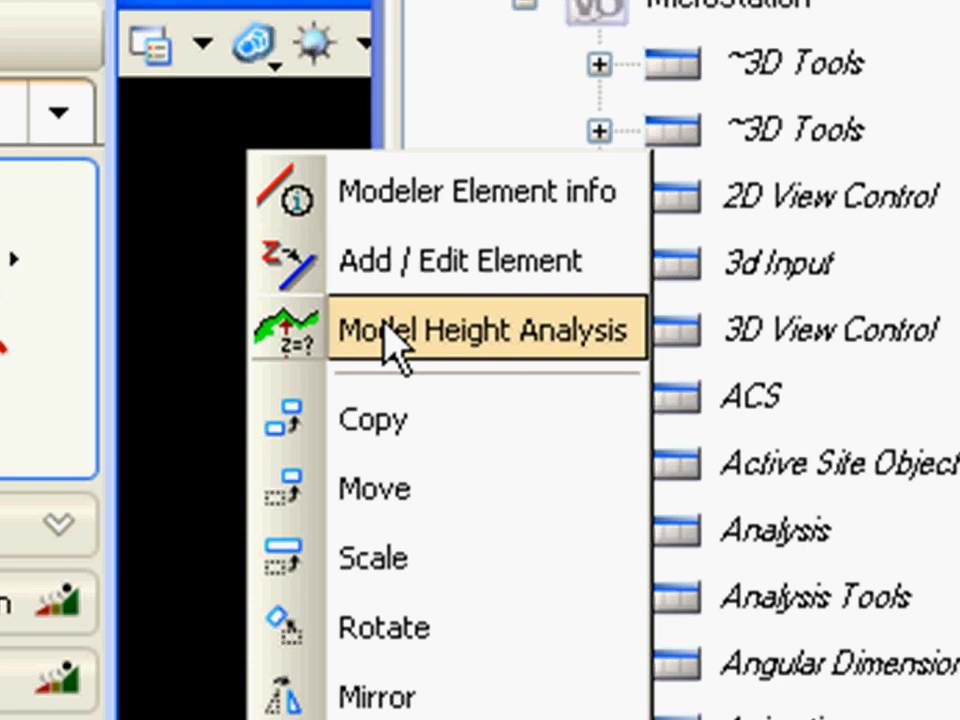 MicroStation
~3D Tools
~3D Tools
2D View Control
3d Input
3D View Control
ACS
Active Site Object
Analysis
Analysis Tools
Angular Dimension
Modeler Element info
Add / Edit Element
Model Height Analysis
z=?
Copy
Move
Scale
Rotate
Mirror
n